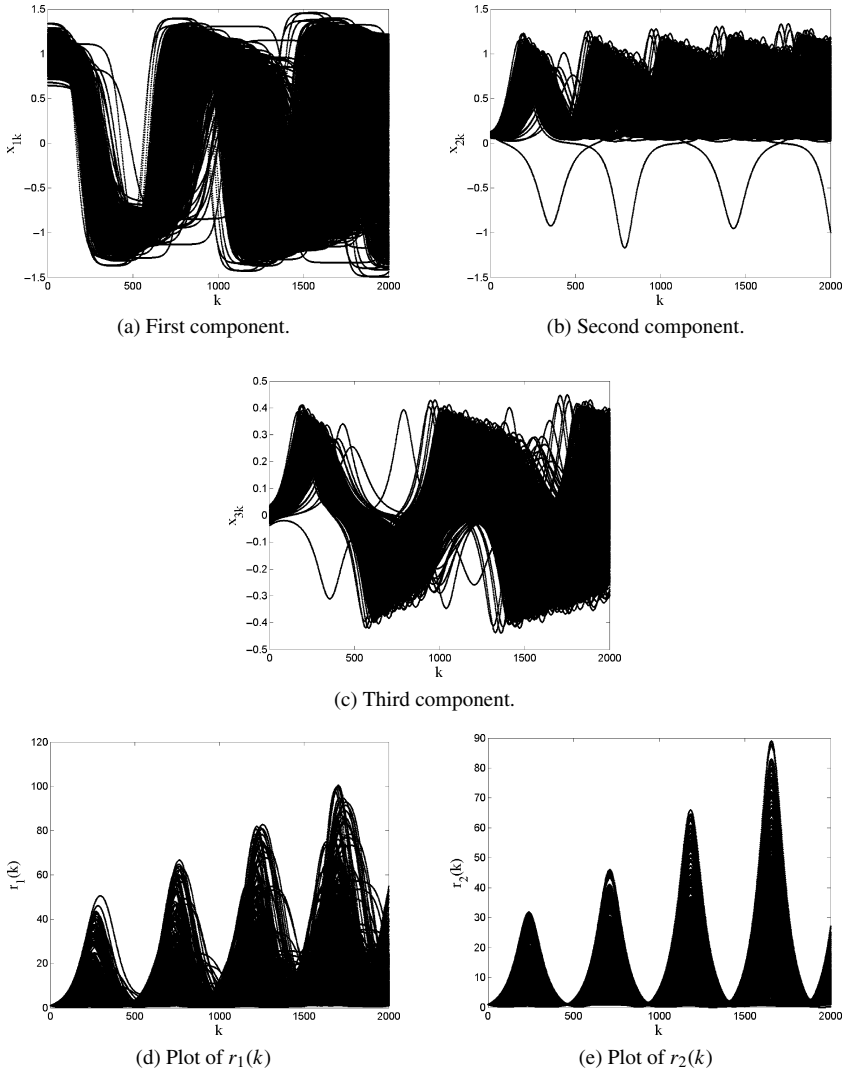 1.5
1
0.5
0
−0.5
−1
−1.5
0 500 1000 1500 2000
x1k
k
(a) First component.
1.5
1
0.5
0
−0.5
−1
−1.5
0 500 1000 1500 2000
x2k
k
(b) Second component.
0.5
0.4
0.3
0.2
0.1
0
−0.1
−0.2
−0.3
−0.4
−0.5
0 500 1000 1500 2000
x3k
k
(c) Third component.
120
100
80
60
40
20
0
0 500 1000 1500 2000
r1(k)
k
(d) Plot of r1(k)
90
80
70
60
50
40
30
20
10
0
0 500 1000 1500 2000
r2(k)
k
(e) Plot of r2(k)